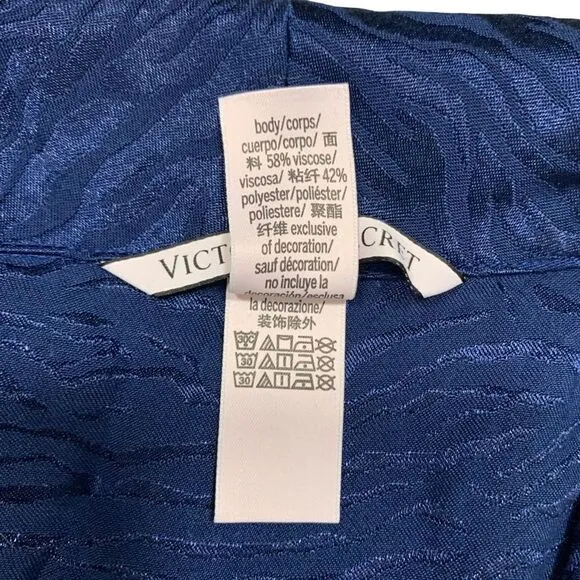 body/corps/
cuerpo/corpo/ 面
料 58% viscose/
viscosa/ 粘纤 42%
polyester/poliéster/
poliestere/ 聚酯
纤维 exclusive
of decoration/
sauf décoration/
no incluye la
decoración/esclusa
la decorazione/
装饰除外
VICT CRET
30°C
30
30